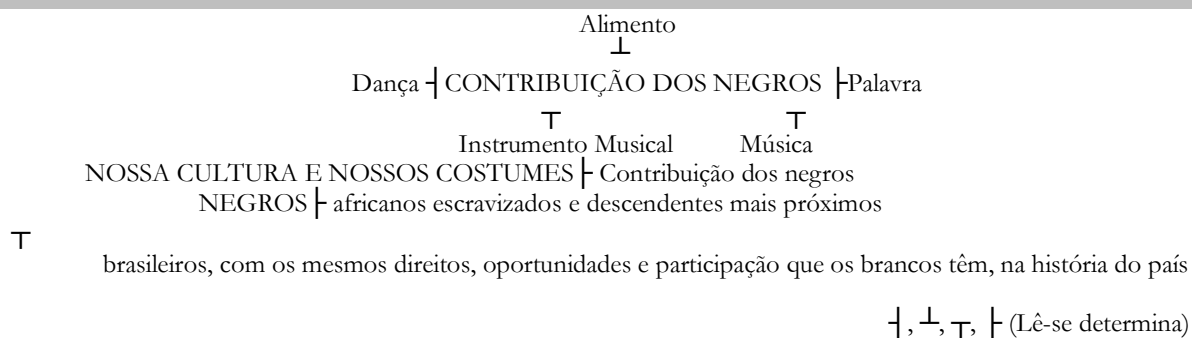 Alimento
┴
Dança ┤CONTRIBUIÇÃO DOS NEGROS ├Palavra
┬ ┬
Instrumento Musical Música
NOSSA CULTURA E NOSSOS COSTUMES├ Contribuição dos negros
NEGROS├ africanos escravizados e descendentes mais próximos
┬
brasileiros, com os mesmos direitos, oportunidades e participação que os brancos têm, na história do país
┤, ┴, ┬, ├ (Lê-se determina)